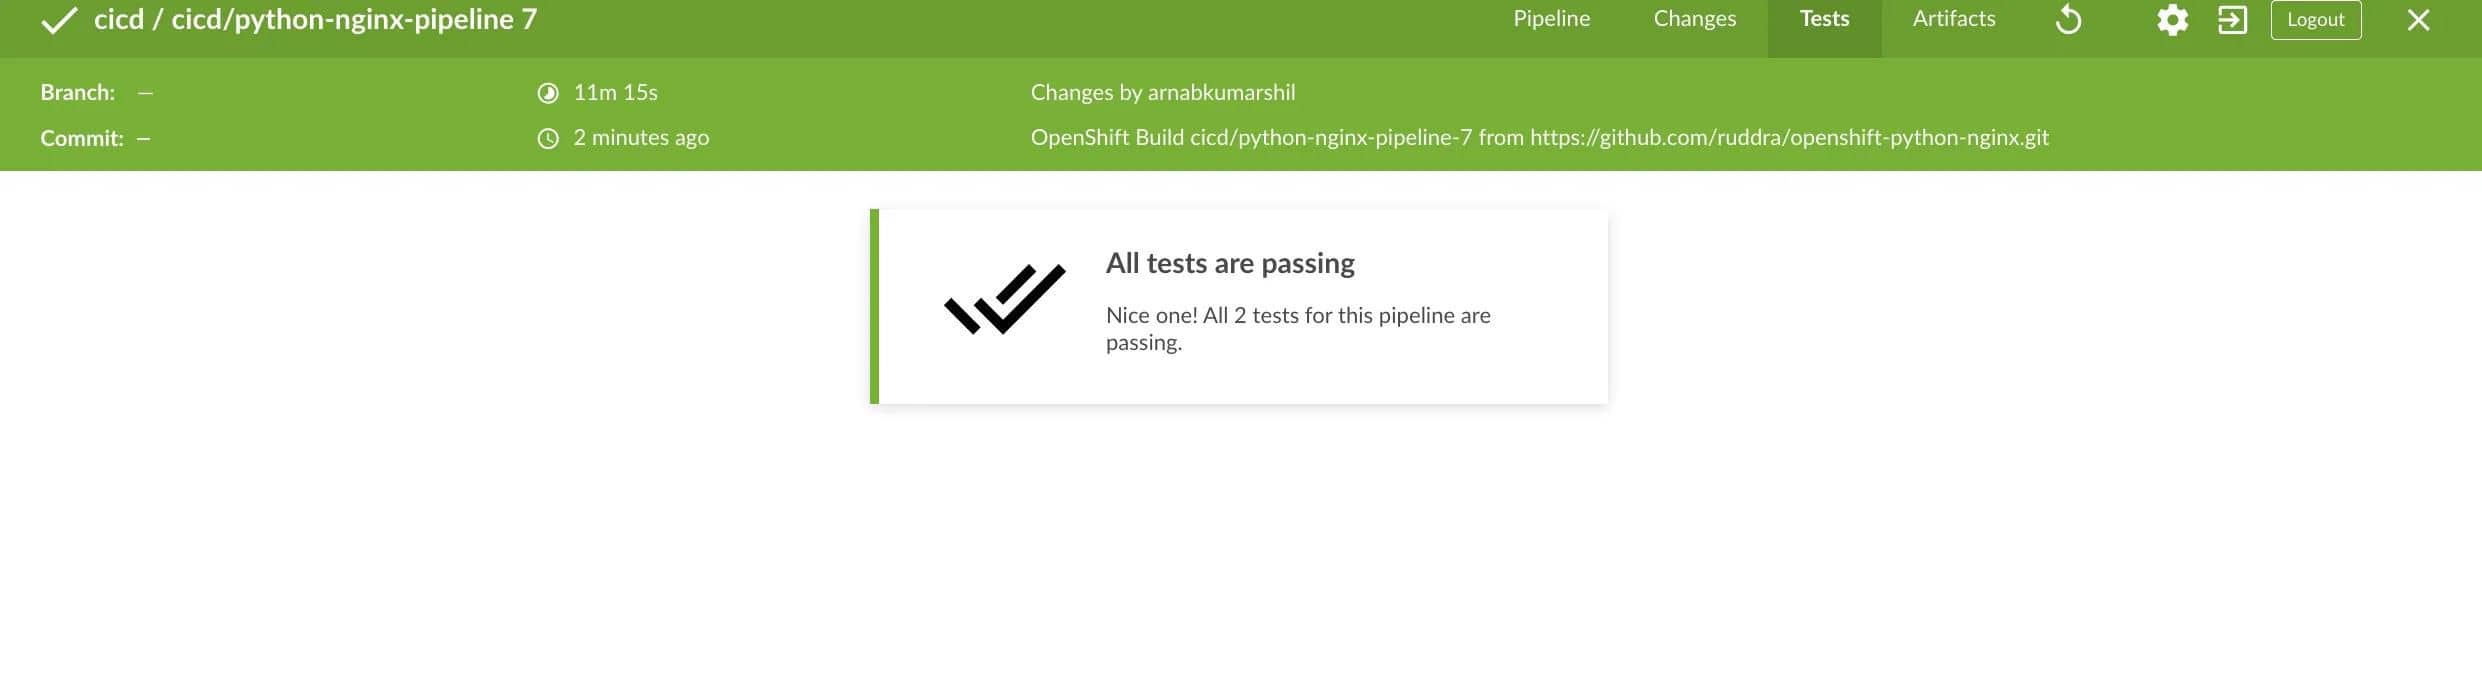 cicd / cicd/python-nginx-pipeline 7
Pipeline
Changes
Tests
Artifacts
Logout
Branch: —
11m 15s
Changes by arnabkumarshil
Commit: —
2 minutes ago
OpenShift Build cicd/python-nginx-pipeline-7 from https://github.com/ruddra/openshift-python-nginx.git
All tests are passing
Nice one! All 2 tests for this pipeline are
passing.